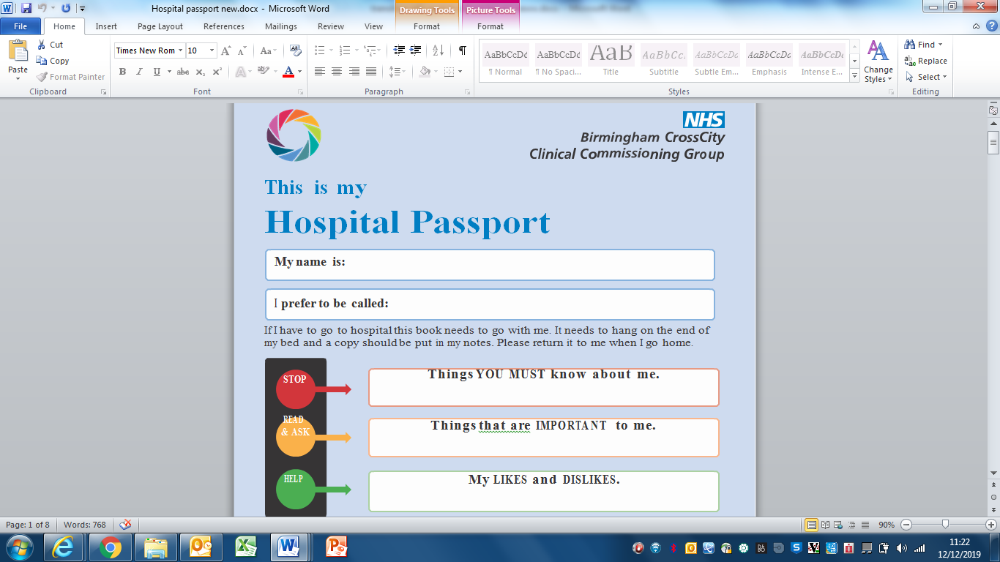 Hospital passport new.docx - Microsoft Word
Drawing Tools
Picture Tools
File
Home
Insert
Page Layout
References
Mailings
Review
View
Format
Format
Paste
Cut
Copy
Format Painter
Clipboard
Times New Rom
10
Font
Paragraph
AaBbCcDc
¶ Normal
AaBbCcDc
¶ No Spaci...
AaB
Title
AaBbCc.
Subtitle
AaBbCcDc
Subtle Em...
AaBbCcDc
Emphasis
AaBbCcDc
Intense E...
Change
Styles
Styles
Find
Replace
Select
Editing
NHS
Birmingham CrossCity
Clinical Commissioning Group
This is my
Hospital Passport
My name is:
I prefer to be called:
If I have to go to hospital this book needs to go with me. It needs to hang on the end of
my bed and a copy should be put in my notes. Please return it to me when I go home.
STOP
Things YOU MUST know about me.
READ
& ASK
Things that are IMPORTANT to me.
HELP
My LIKES and DISLIKES.
Page: 1 of 8
Words: 768
90%
11:22
12/12/2019